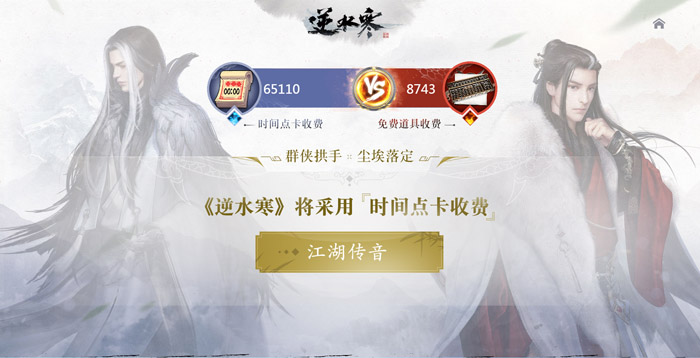 逆水寒
00:00
65110
VS
8743
时间点卡收费
免费道具收费
群侠拱手::尘埃落定
《逆水寒》将采用『时间点卡收费』
江湖传音